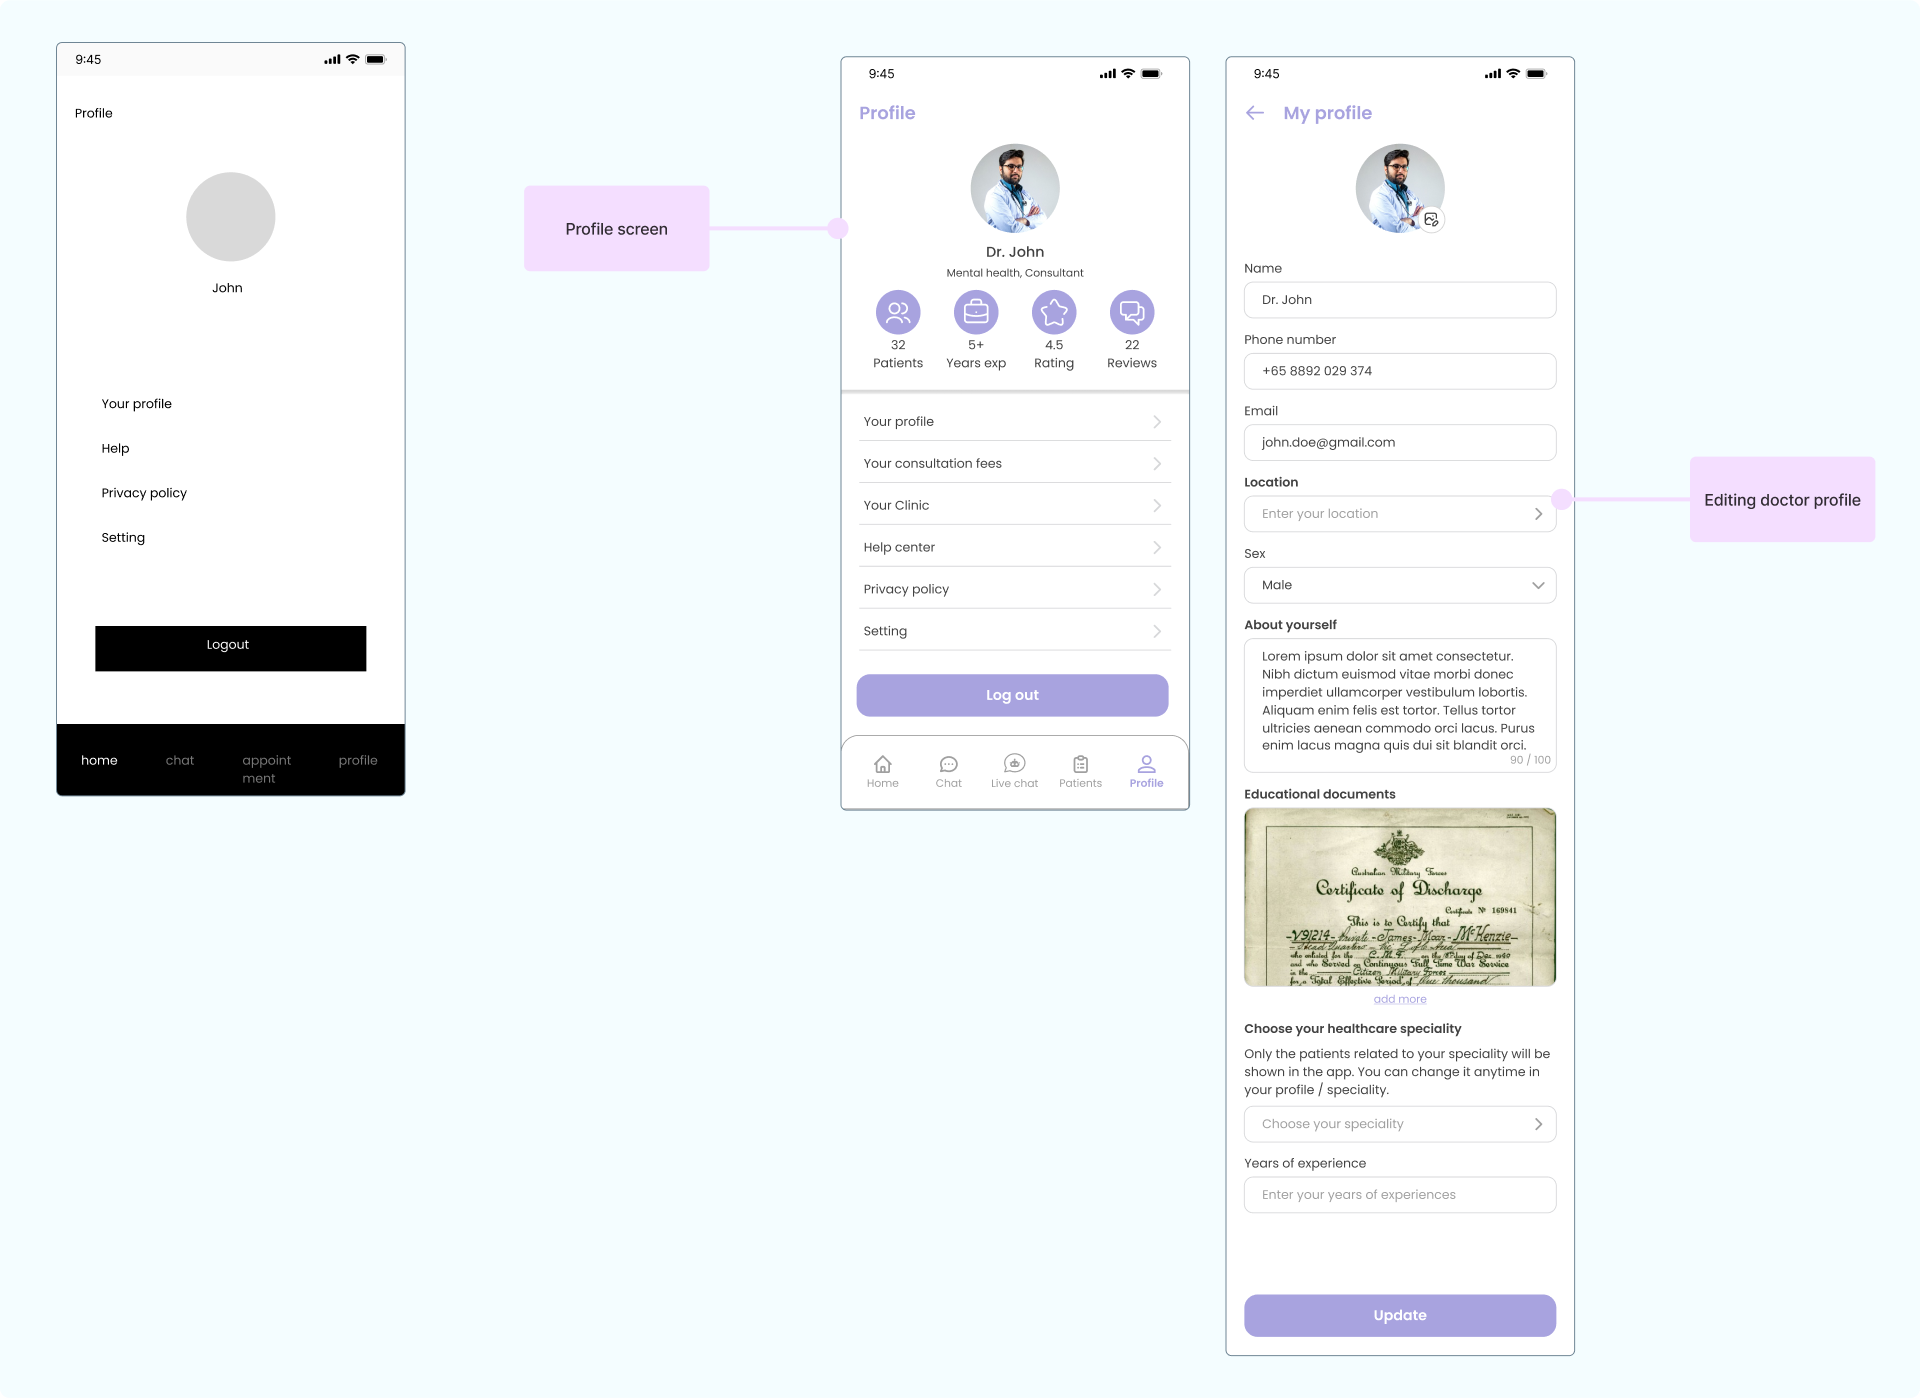 9:45
Profile
John
Your profile
Help
Privacy policy
Setting
Logout
home
chat
appoint
ment
profile
Profile screen
9:45
Profile
Dr. John
Mental health, Consultant
32
Patients
5+
Years exp
4.5
Rating
22
Reviews
Your profile
Your consultation fees
Your Clinic
Help center
Privacy policy
Setting
Log out
Home
Chat
Live chat
Patients
Profile
9:45
My profile
Name
Dr. John
Phone number
+65 8892 029 374
Email
john.doe@gmail.com
Location
Enter your location
Sex
Male
About yourself
Lorem ipsum dolor sit amet consectetur.
Nibh dictum euismod vitae morbi donec
imperdiet ullamcorper vestibulum lobortis.
Aliquam enim felis est tortor. Tellus tortor
ultricies aenean commodo orci lacus. Purus
enim lacus magna quis dui sit blandit orci.
90 / 100
Educational documents
Australian Military Forces
Certificate of Discharge
Certificate Nº 169841
This is to Certify that
V91214 Private James Moar McKenzie
who enlisted for the C.M.F. on the day of Dec 1940
and who Served on Continuous Full Time War Service
in the Citizen Military Forces
for a Total Effective Period of One thousand
add more
Choose your healthcare speciality
Only the patients related to your speciality will be
shown in the app. You can change it anytime in
your profile / speciality.
Choose your speciality
Years of experience
Enter your years of experiences
Update
Editing doctor profile